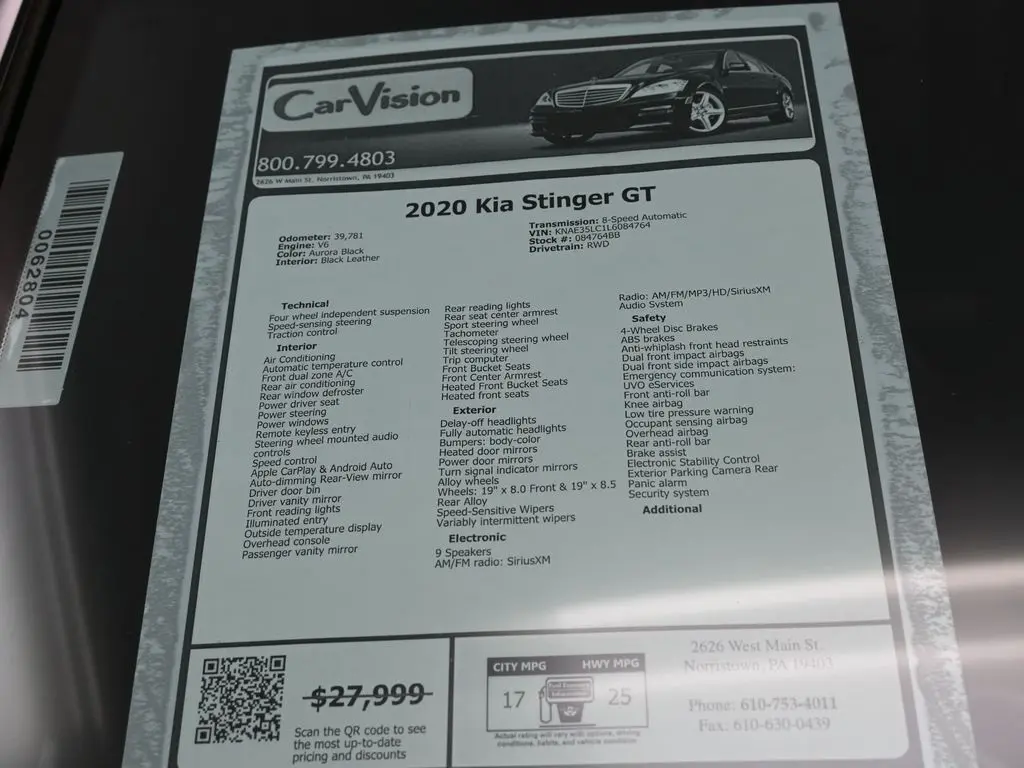 0062804
CarVision
800.799.4803
2626 W Main St, Norristown, PA 19403
2020 Kia Stinger GT
Odometer: 39,781
Engine: V6
Color: Aurora Black
Interior: Black Leather
Transmission: 8-Speed Automatic
VIN: KNAE35LC1L6084764
Stock #: 084764BB
Drivetrain: RWD
Technical
Four wheel independent suspension
Speed-sensing steering
Traction control
Interior
Air Conditioning
Automatic temperature control
Front dual zone A/C
Rear air conditioning
Rear window defroster
Power driver seat
Power steering
Power windows
Remote keyless entry
Steering wheel mounted audio
controls
Speed control
Apple CarPlay & Android Auto
Auto-dimming Rear-View mirror
Driver door bin
Driver vanity mirror
Front reading lights
Illuminated entry
Outside temperature display
Overhead console
Passenger vanity mirror
Rear reading lights
Rear seat center armrest
Sport steering wheel
Tachometer
Telescoping steering wheel
Tilt steering wheel
Trip computer
Front Bucket Seats
Front Center Armrest
Heated Front Bucket Seats
Heated front seats
Exterior
Delay-off headlights
Fully automatic headlights
Bumpers: body-color
Heated door mirrors
Power door mirrors
Turn signal indicator mirrors
Alloy wheels
Wheels: 19" x 8.0 Front & 19" x 8.5
Rear Alloy
Speed-Sensitive Wipers
Variably intermittent wipers
Electronic
9 Speakers
AM/FM radio: SiriusXM
Radio: AM/FM/MP3/HD/SiriusXM
Audio System
Safety
4-Wheel Disc Brakes
ABS brakes
Anti-whiplash front head restraints
Dual front impact airbags
Dual front side impact airbags
Emergency communication system:
UVO eServices
Front anti-roll bar
Knee airbag
Low tire pressure warning
Occupant sensing airbag
Overhead airbag
Rear anti-roll bar
Brake assist
Electronic Stability Control
Exterior Parking Camera Rear
Panic alarm
Security system
Additional
$27,999
Scan the QR code to see
the most up-to-date
pricing and discounts
CITY MPG
HWY MPG
17
25
Actual rating will vary with options, driving
conditions, habits, and vehicle condition
2626 West Main St.
Norristown, PA 19403
Phone: 610-753-4011
Fax: 610-630-0439